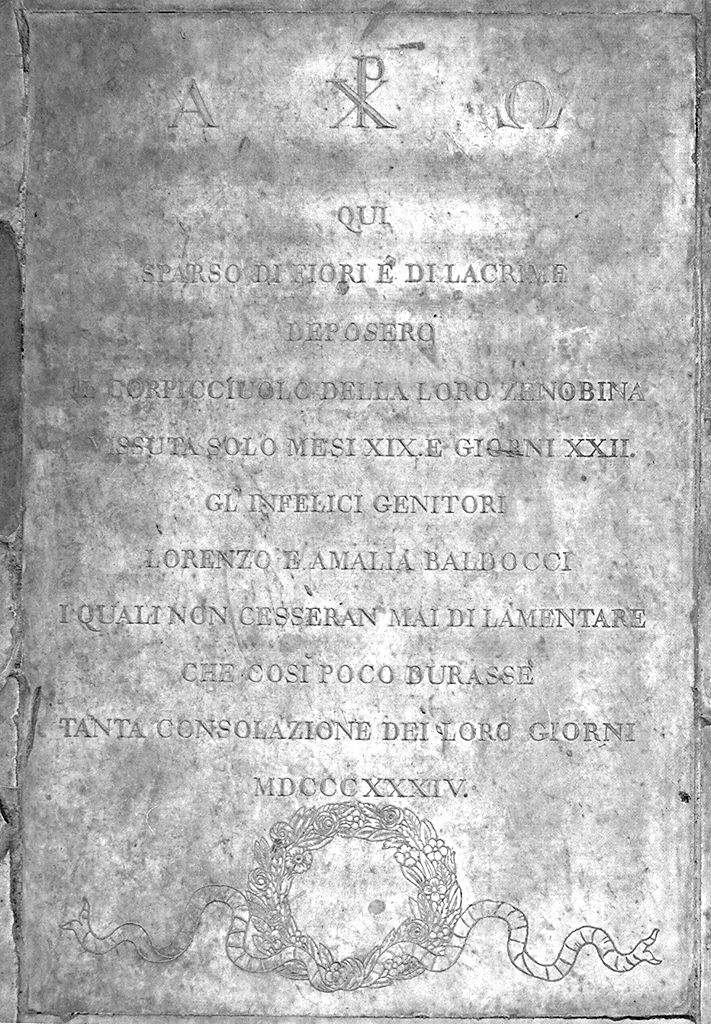 Α ☧ Ω
QUI
SPARSO DI FIORI E DI LACRIME
DEPOSERO
IL CORPICCIUOLO DELLA LORO ZENOBINA
VISSUTA SOLO MESI XIX. E GIORNI XXII.
GL' INFELICI GENITORI
LORENZO E AMALIA BALDOCCI
I QUALI NON CESSERAN MAI DI LAMENTARE
CHE COSÌ POCO DURASSE
TANTA CONSOLAZIONE DEI LORO GIORNI
MDCCCXXXIV.